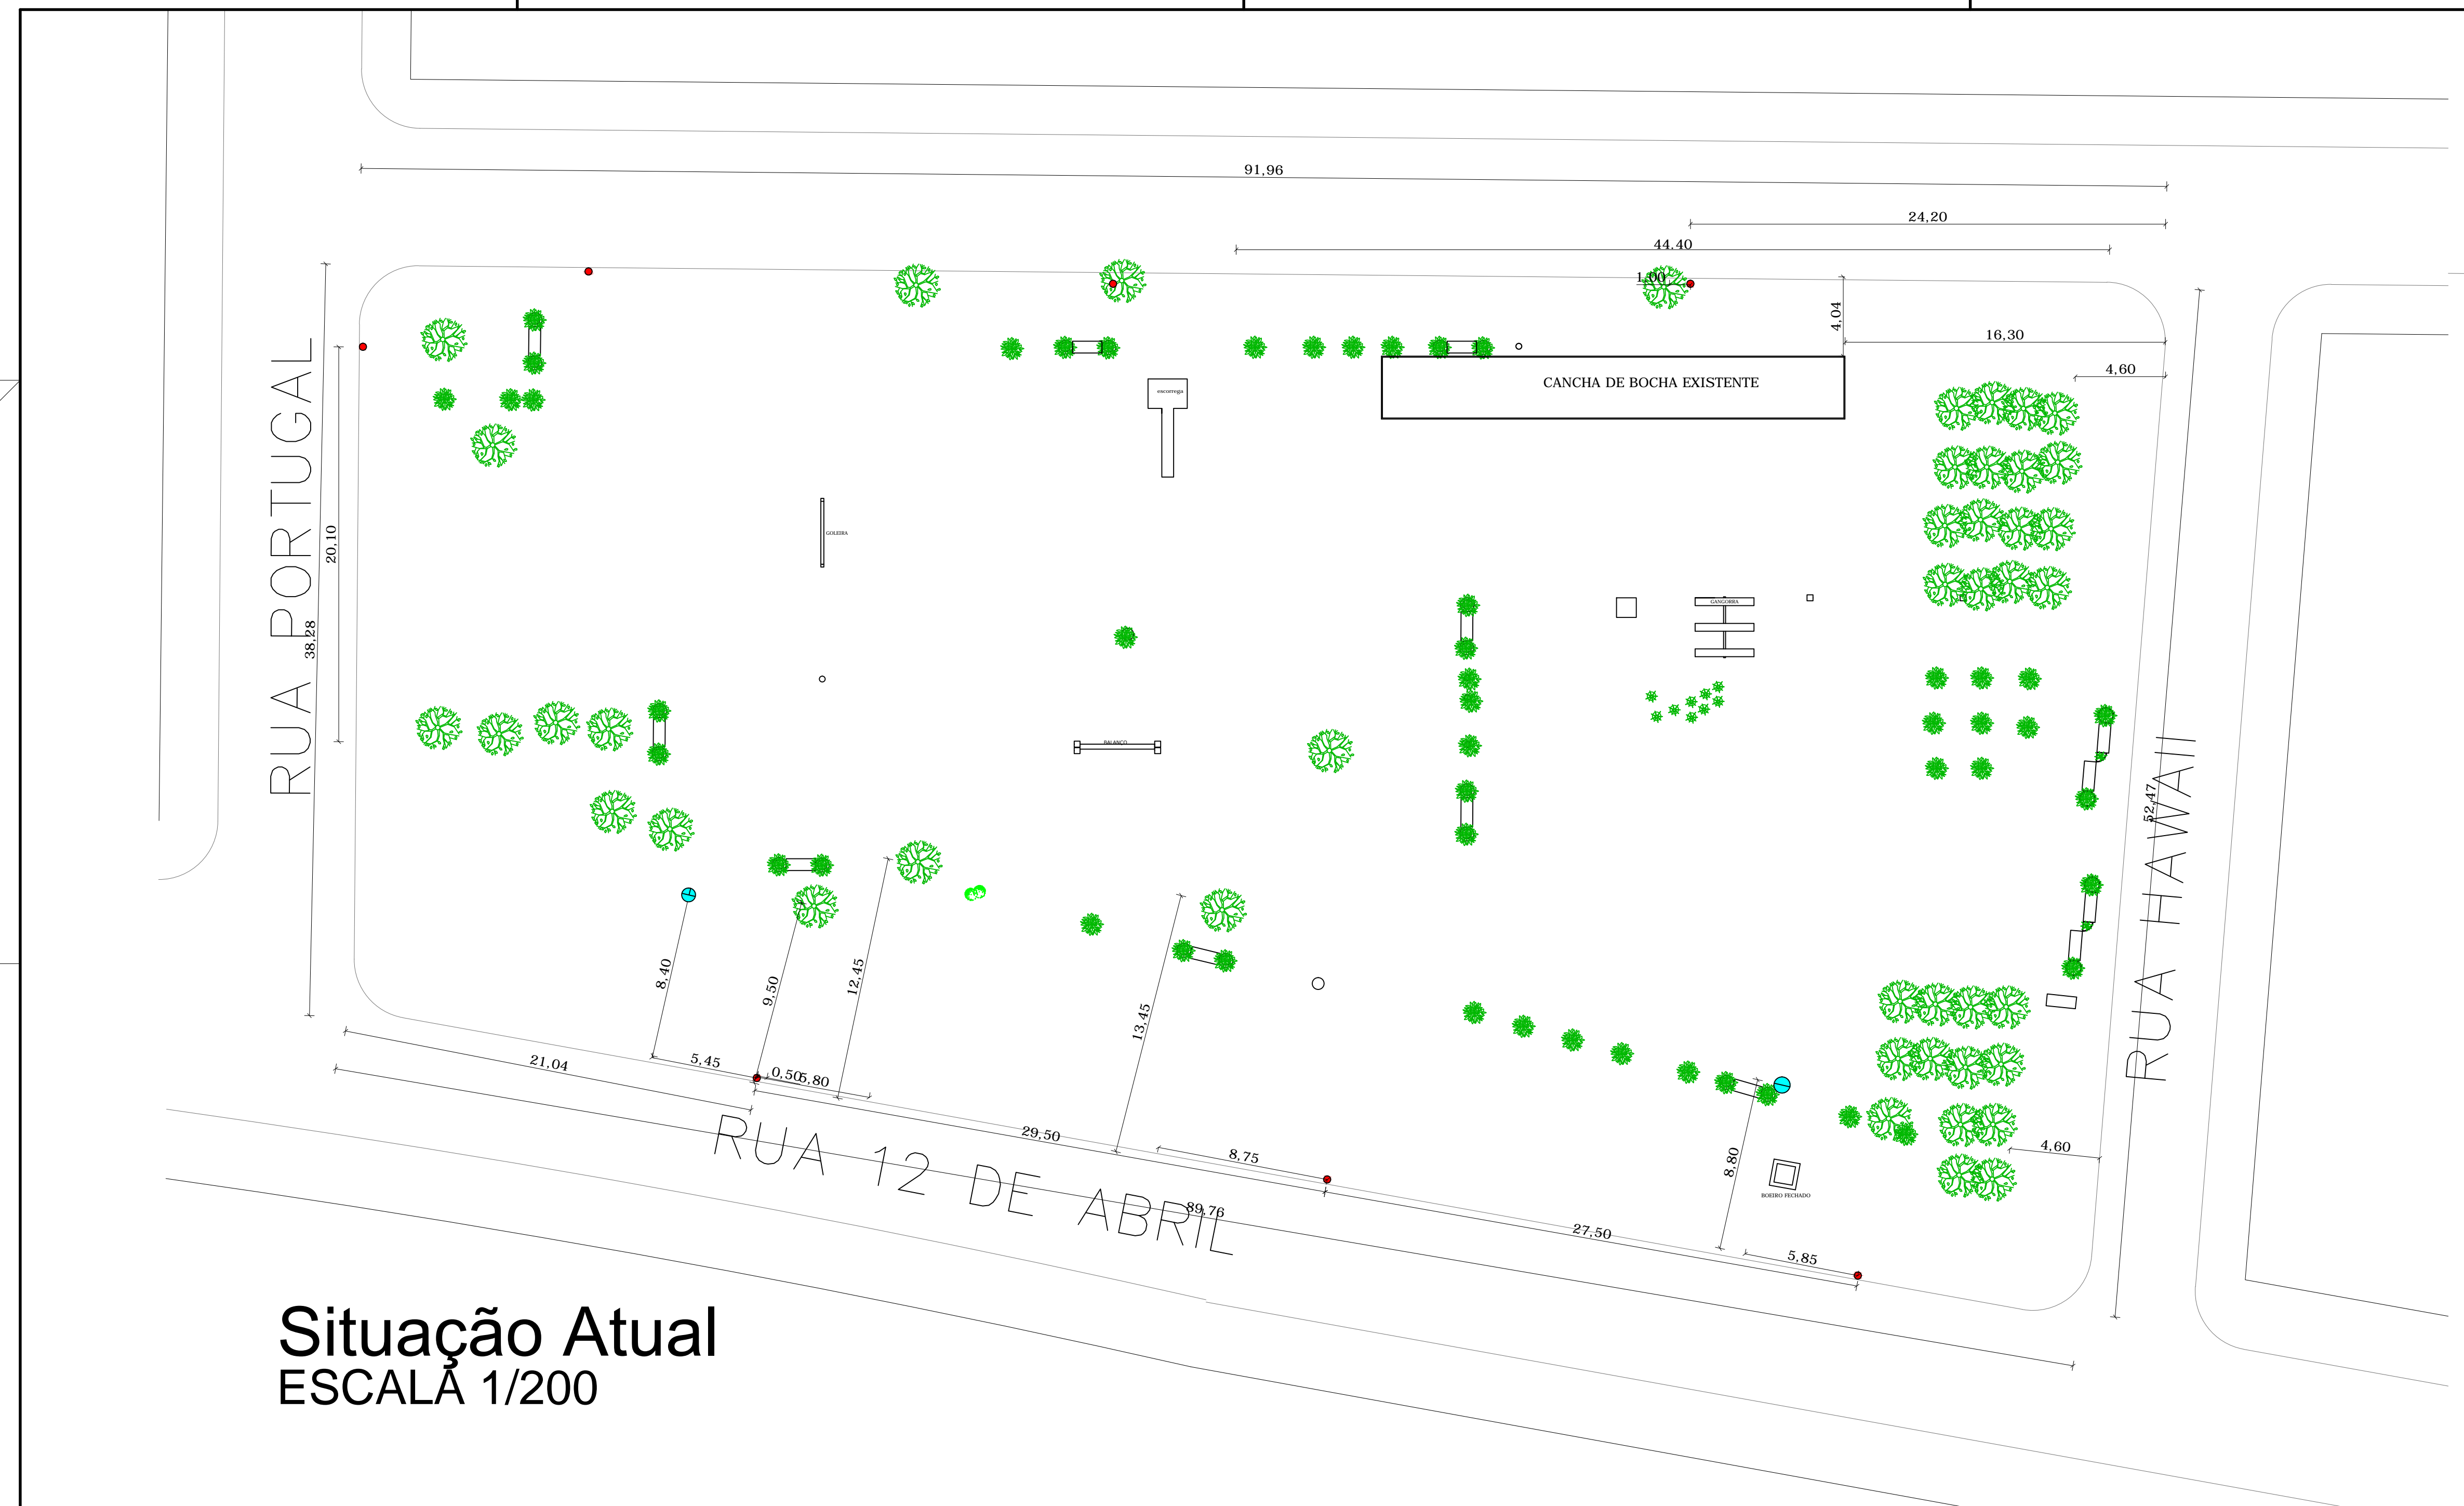 91,96
24,20
44,40
1,00
4,04
16,30
4,60
CANCHA DE BOCHA EXISTENTE
escorrega
RUA PORTUGAL
20,10
38,28
GOLEIRA
GANGORRA
BALANÇO
52,47
RUA HAWAÍ
8,40
9,50
12,45
13,45
21,04
5,45
0,50
5,80
29,50
8,75
8,80
4,60
BOEIRO FECHADO
RUA 12 DE ABRIL
89,76
27,50
5,85
Situação Atual
ESCALA 1/200